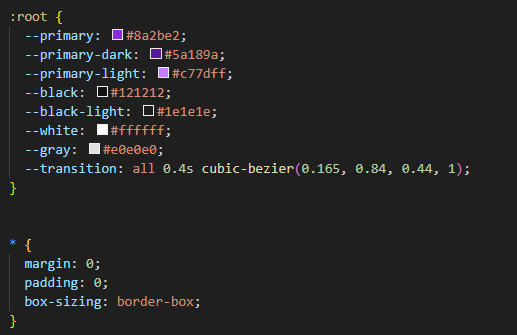 :root {
--primary: #8a2be2;
--primary-dark: #5a189a;
--primary-light: #c77dff;
--black: #121212;
--black-light: #1e1e1e;
--white: #ffffff;
--gray: #e0e0e0;
--transition: all 0.4s cubic-bezier(0.165, 0.84, 0.44, 1);
}
* {
margin: 0;
padding: 0;
box-sizing: border-box;
}